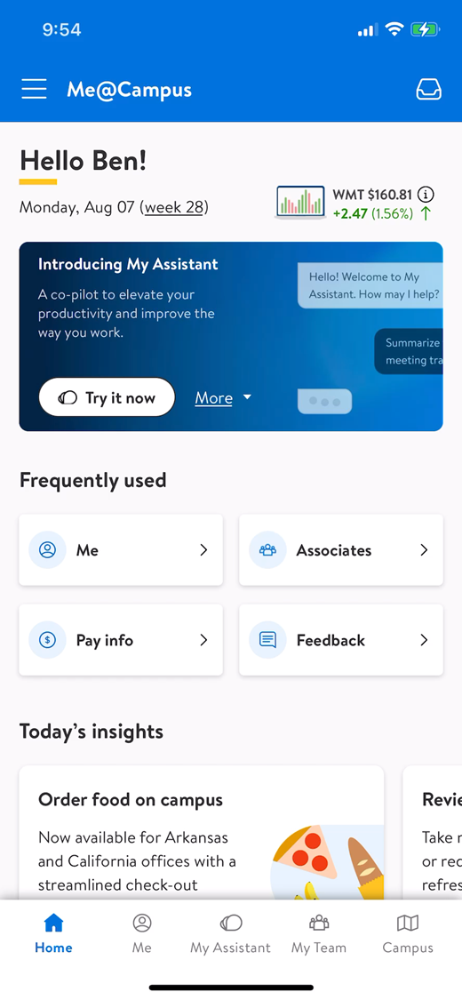 9:54
Me@Campus
Hello Ben!
Monday, Aug 07 (week 28)
WMT $160.81
+2.47 (1.56%)
Introducing My Assistant
A co-pilot to elevate your
productivity and improve the
way you work.
Hello! Welcome to My
Assistant. How may I help?
Summarize
meeting tra
Try it now
More
Frequently used
Me
Associates
Pay info
Feedback
Today's insights
Order food on campus
Now available for Arkansas
and California offices with a
streamlined check-out
Revie
Take r
or rec
refres
Home
Me
My Assistant
My Team
Campus